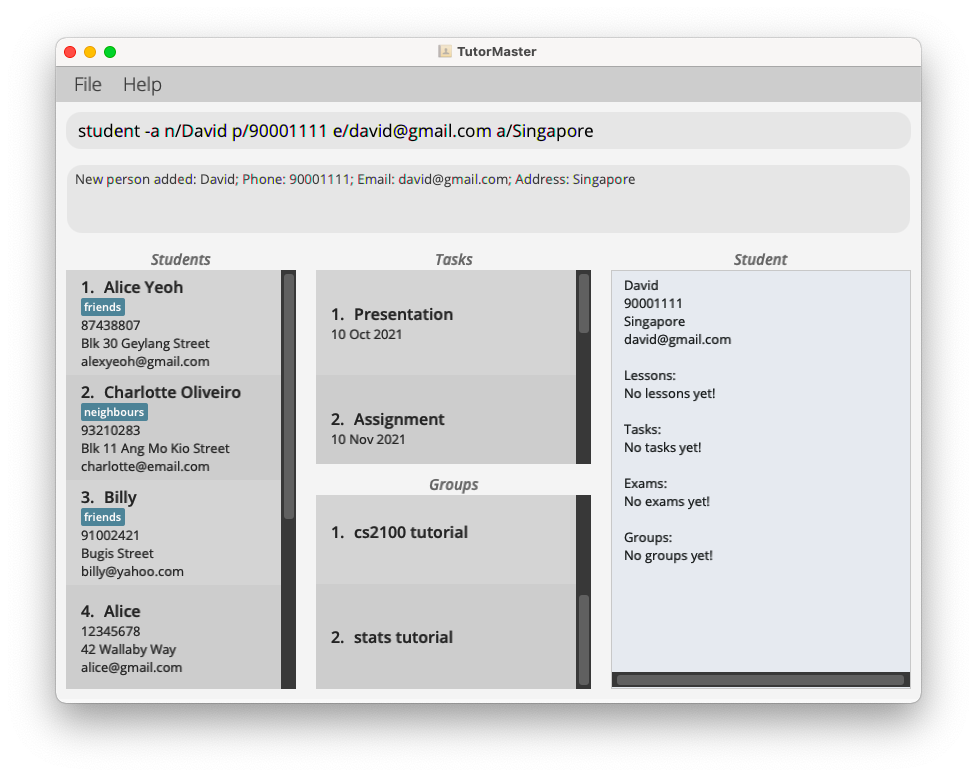 TutorMaster
File Help
student -a n/David p/90001111 e/david@gmail.com a/Singapore
New person added: David; Phone: 90001111; Email: david@gmail.com; Address: Singapore
Students
1. Alice Yeoh
friends
87438807
Blk 30 Geylang Street
alexyeoh@gmail.com
2. Charlotte Oliveiro
neighbours
93210283
Blk 11 Ang Mo Kio Street
charlotte@email.com
3. Billy
friends
91002421
Bugis Street
billy@yahoo.com
4. Alice
12345678
42 Wallaby Way
alice@gmail.com
Tasks
1. Presentation
10 Oct 2021
2. Assignment
10 Nov 2021
Groups
1. cs2100 tutorial
2. stats tutorial
Student
David
90001111
Singapore
david@gmail.com
Lessons:
No lessons yet!
Tasks:
No tasks yet!
Exams:
No exams yet!
Groups:
No groups yet!